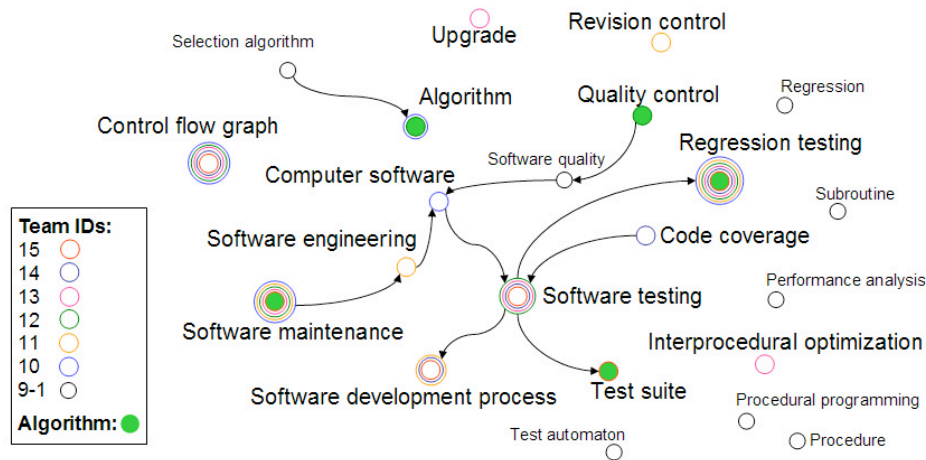 Upgrade
Revision control
Selection algorithm
Algorithm
Quality control
Regression
Control flow graph
Regression testing
Software quality
Computer software
Subroutine
Team IDs:
15
14
13
12
11
10
9-1
Algorithm:
Software engineering
Code coverage
Performance analysis
Software testing
Software maintenance
Interprocedural optimization
Software development process
Test suite
Procedural programming
Test automaton
Procedure